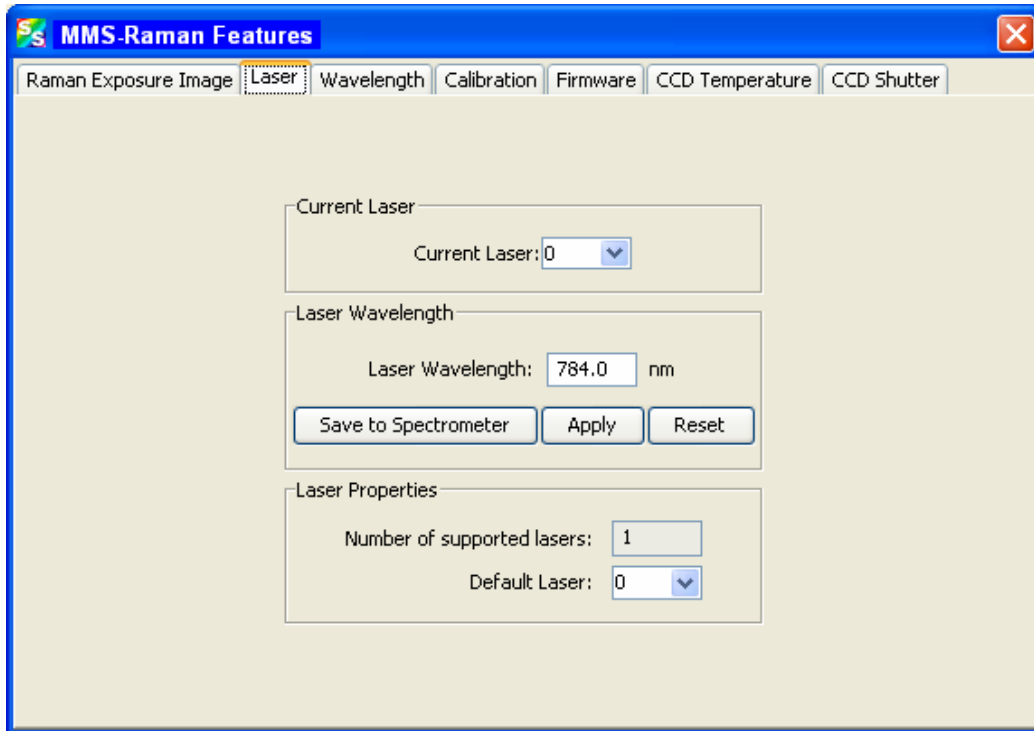 MMS-Raman Features
Raman Exposure Image Laser Wavelength Calibration Firmware CCD Temperature CCD Shutter
Current Laser
Current Laser: 0
Laser Wavelength
Laser Wavelength: 784.0 nm
Save to Spectrometer Apply Reset
Laser Properties
Number of supported lasers: 1
Default Laser: 0